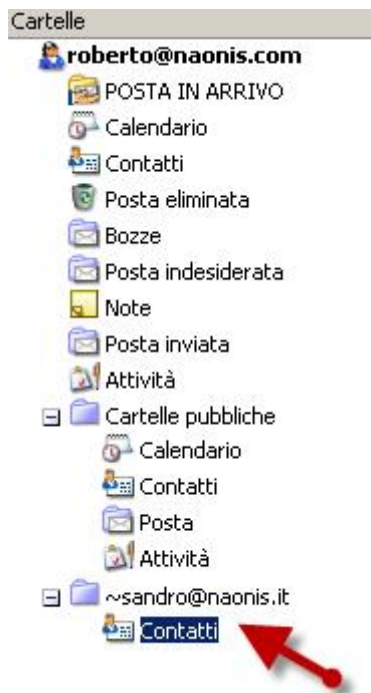 Cartelle
roberto@naonis.com
POSTA IN ARRIVO
Calendario
Contatti
Posta eliminata
Bozze
Posta indesiderata
Note
Posta inviata
Attività
Cartelle pubbliche
Calendario
Contatti
Posta
Attività
~sandro@naonis.it
Contatti